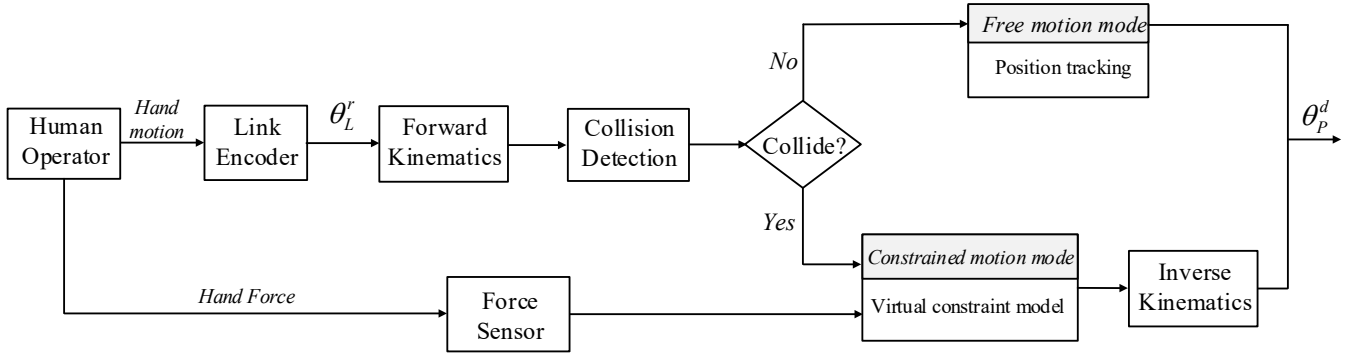 Free motion mode
Position tracking
No
Hand
motion
Human
Operator
Link
Encoder
θ_L^r
Forward
Kinematics
Collision
Detection
Collide?
θ_P^d
Yes
Constrained motion mode
Virtual constraint model
Inverse
Kinematics
Hand Force
Force
Sensor